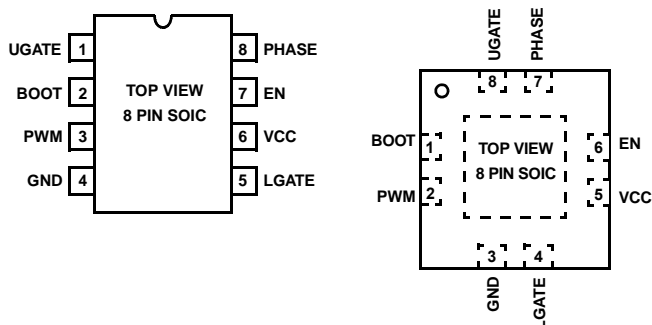 UGATE 1 8 PHASE
BOOT 2 TOP VIEW 7 EN
8 PIN SOIC
PWM 3 6 VCC
GND 4 5 LGATE
UGATE PHASE
8 7
BOOT 1 TOP VIEW 6 EN
8 PIN SOIC
PWM 2 5 VCC
3 4
GND LGATE